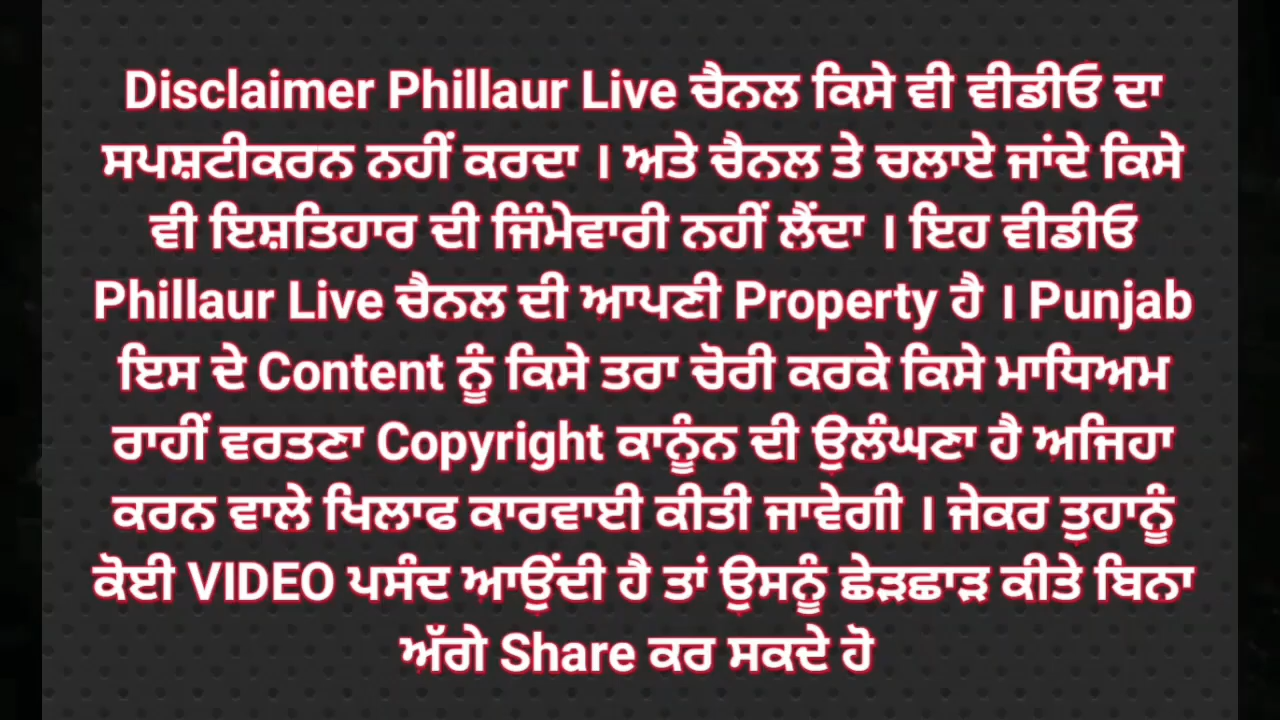 Disclaimer Phillaur Live ਚੈਨਲ ਕਿਸੇ ਵੀ ਵੀਡੀਓ ਦਾ
ਸਪਸ਼ਟੀਕਰਨ ਨਹੀਂ ਕਰਦਾ । ਅਤੇ ਚੈਨਲ ਤੇ ਚਲਾਏ ਜਾਂਦੇ ਕਿਸੇ
ਵੀ ਇਸ਼ਤਿਹਾਰ ਦੀ ਜਿੰਮੇਵਾਰੀ ਨਹੀਂ ਲੈਂਦਾ । ਇਹ ਵੀਡੀਓ
Phillaur Live ਚੈਨਲ ਦੀ ਆਪਣੀ Property ਹੈ । Punjab
ਇਸ ਦੇ Content ਨੂੰ ਕਿਸੇ ਤਰਾ ਚੋਰੀ ਕਰਕੇ ਕਿਸੇ ਮਾਧਿਅਮ
ਰਾਹੀਂ ਵਰਤਣਾ Copyright ਕਾਨੂੰਨ ਦੀ ਉਲੰਘਣਾ ਹੈ ਅਜਿਹਾ
ਕਰਨ ਵਾਲੇ ਖਿਲਾਫ ਕਾਰਵਾਈ ਕੀਤੀ ਜਾਵੇਗੀ । ਜੇਕਰ ਤੁਹਾਨੂੰ
ਕੋਈ VIDEO ਪਸੰਦ ਆਉਂਦੀ ਹੈ ਤਾਂ ਉਸਨੂੰ ਛੇੜਛਾੜ ਕੀਤੇ ਬਿਨਾ
ਅੱਗੇ Share ਕਰ ਸਕਦੇ ਹੋ